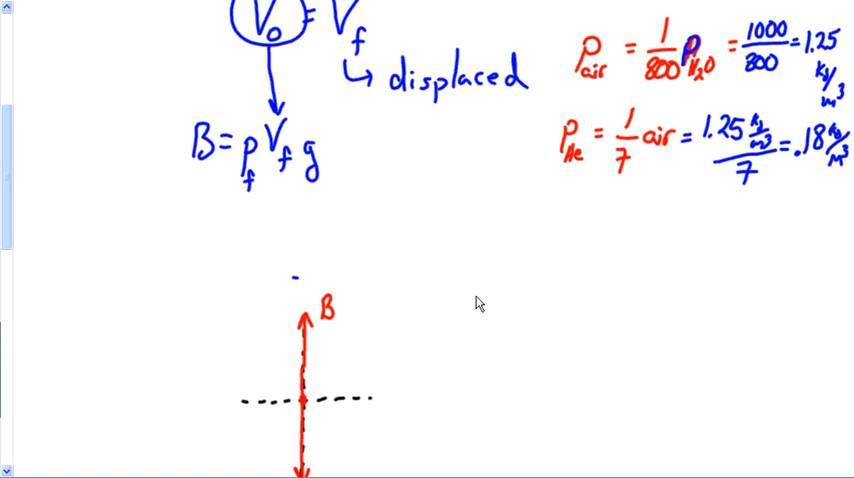 V₀ = V_f
↳ displaced
B = ρ_f V_f g
ρ_air = 1/800 ρ_H₂O = 1000/800 = 1.25 kg/m³
ρ_He = 1/7 air = 1.25 kg/m³ / 7 = .18 kg/m³
B